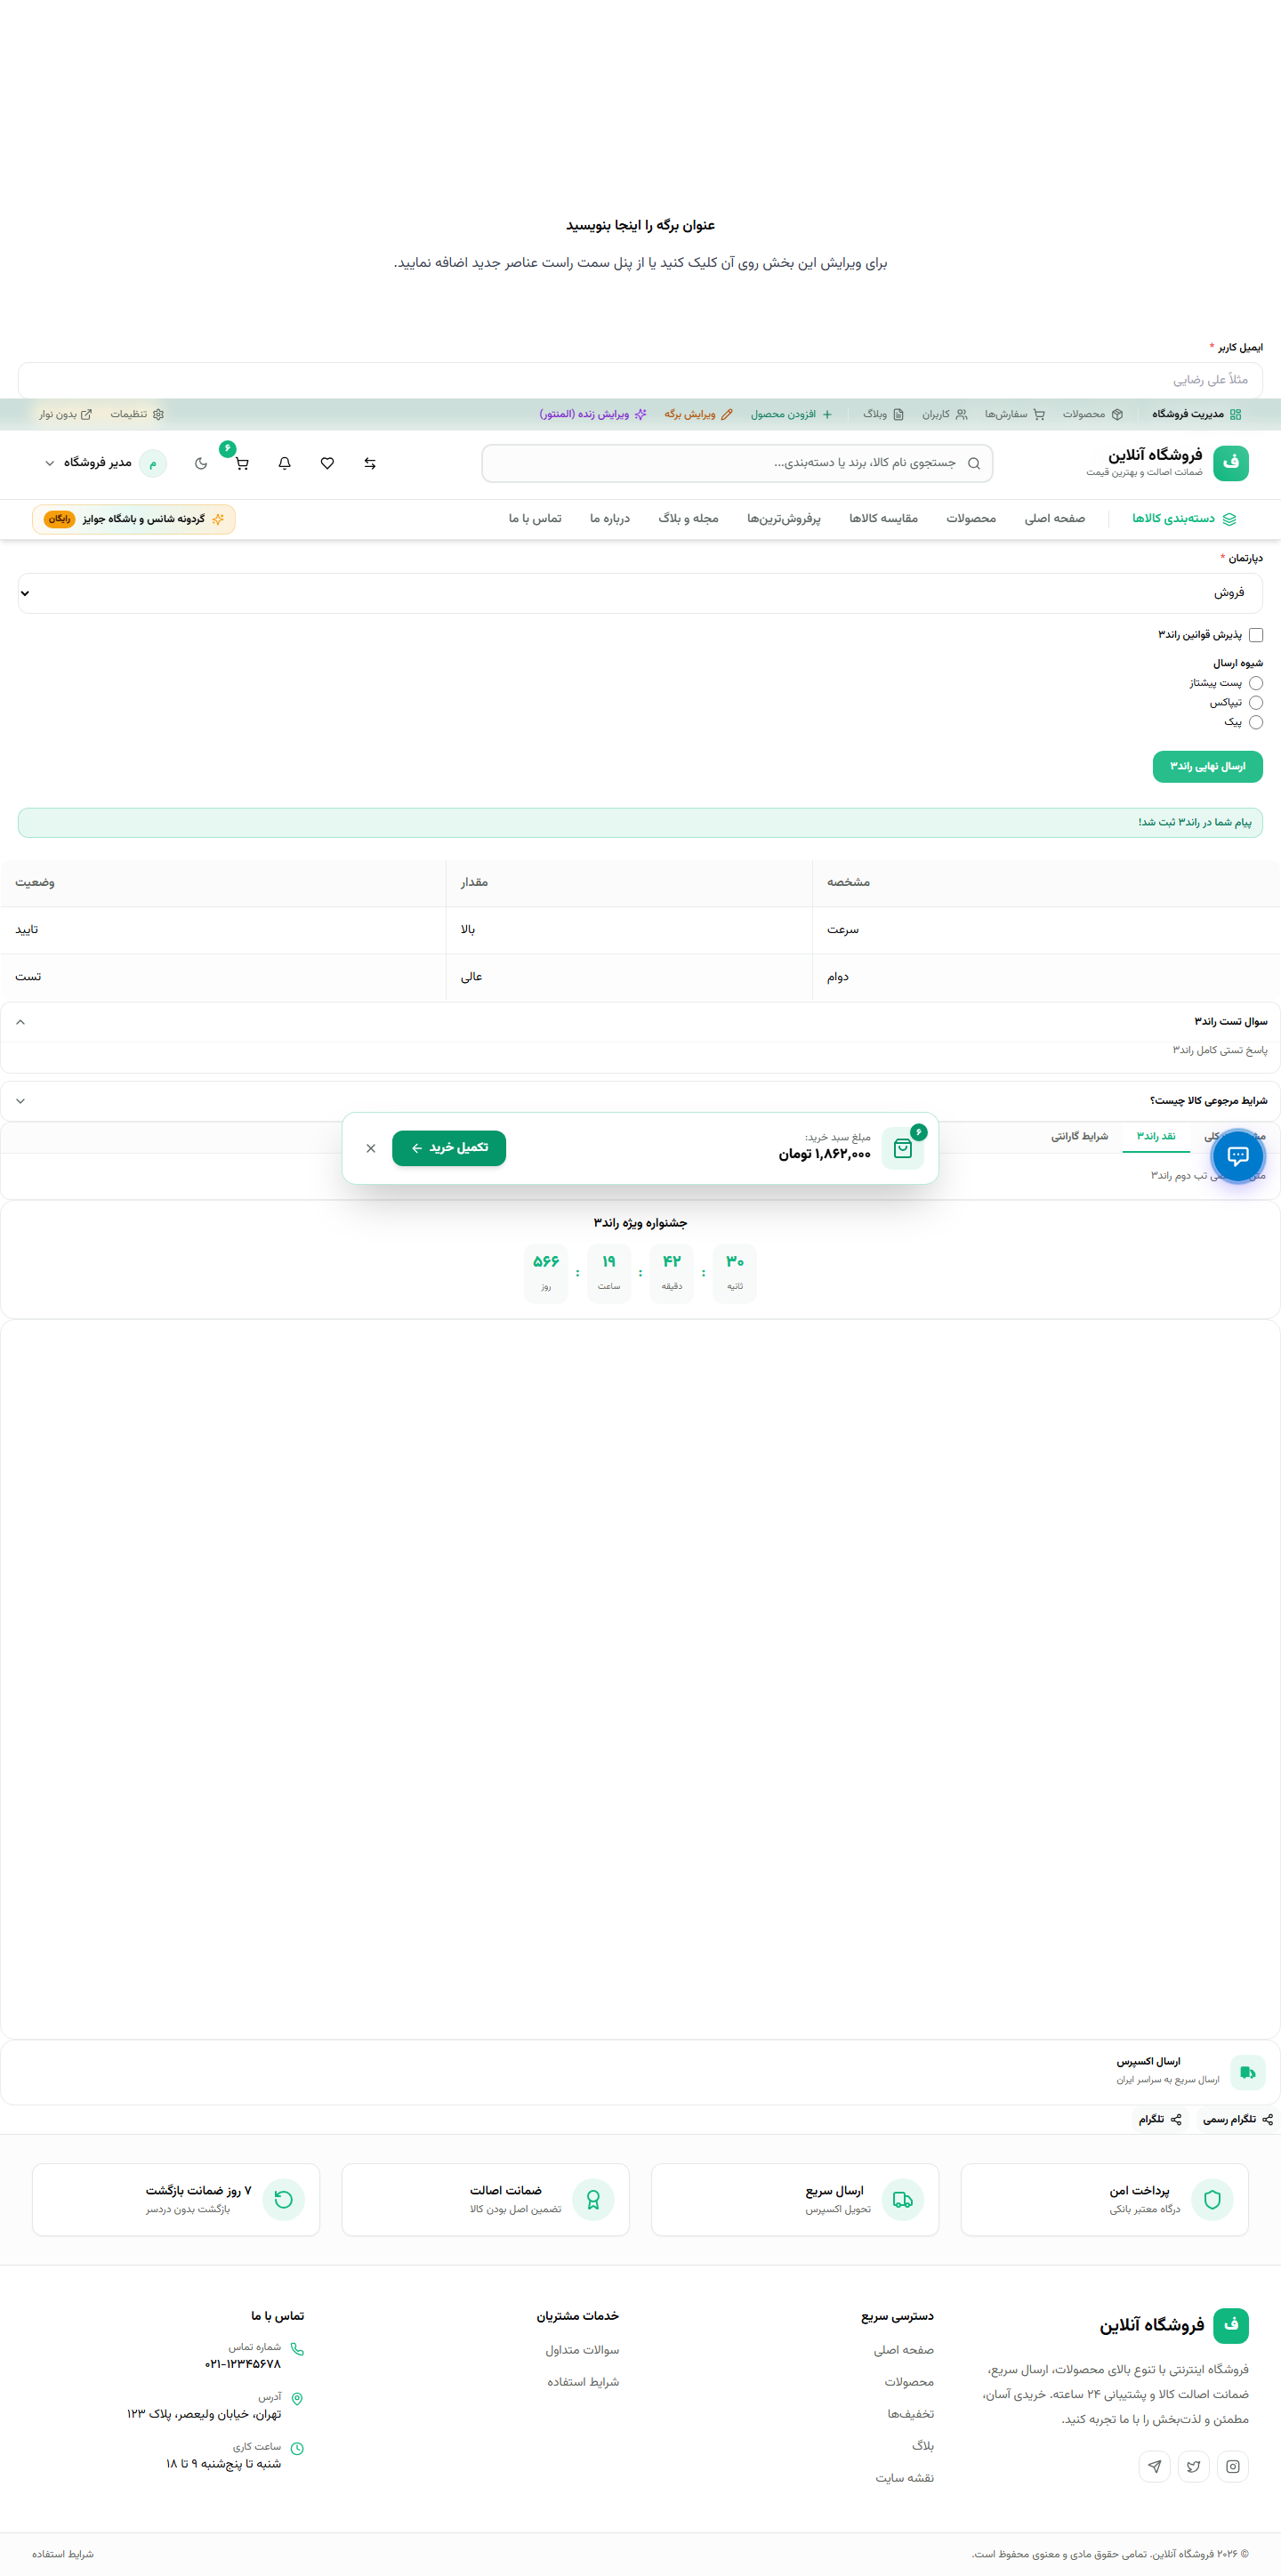 عنوان برگه را اینجا بنویسید
برای ویرایش این بخش روی آن کلیک کنید یا از پنل سمت راست عناصر جدید اضافه نمایید.
ایمیل کاربر *
مثلاً علی رضایی
مدیریت فروشگاه محصولات سفارش‌ها کاربران وبلاگ افزودن محصول ویرایش برگه ویرایش زنده (المنتور) تنظیمات بدون نوار
ف
فروشگاه آنلاین
ضمانت اصالت و بهترین قیمت
جستجوی نام کالا، برند یا دسته‌بندی...
۶
م مدیر فروشگاه
دسته‌بندی کالاها صفحه اصلی محصولات مقایسه کالاها پرفروش‌ترین‌ها مجله و بلاگ درباره ما تماس با ما گردونه شانس و باشگاه جوایز رایگان
دپارتمان *
فروش
پذیرش قوانین راند۳
شیوه ارسال
پست پیشتاز
تیپاکس
پیک
ارسال نهایی راند۳
پیام شما در راند۳ ثبت شد!
مشخصه مقدار وضعیت
سرعت بالا تایید
دوام عالی تست
سوال تست راند۳
پاسخ تستی کامل راند۳
شرایط مرجوعی کالا چیست؟
نقد راند۳ شرایط گارانتی
تب دوم راند۳
۶
مبلغ سبد خرید:
۱,۸۶۲,۰۰۰ تومان
تکمیل خرید
جشنواره ویژه راند۳
۳۰ : ۴۲ : ۱۹ : ۵۶۶
ثانیه دقیقه ساعت روز
ارسال اکسپرس
ارسال سریع به سراسر ایران
تلگرام رسمی تلگرام
پرداخت امن
درگاه معتبر بانکی
ارسال سریع
تحویل اکسپرس
ضمانت اصالت
تضمین اصل بودن کالا
۷ روز ضمانت بازگشت
بازگشت بدون دردسر
ف فروشگاه آنلاین
فروشگاه اینترنتی با تنوع بالای محصولات، ارسال سریع،
ضمانت اصالت کالا و پشتیبانی ۲۴ ساعته. خریدی آسان،
مطمئن و لذت‌بخش را با ما تجربه کنید.
دسترسی سریع
صفحه اصلی
محصولات
تخفیف‌ها
بلاگ
نقشه سایت
خدمات مشتریان
سوالات متداول
شرایط استفاده
تماس با ما
شماره تماس
۰۲۱-۱۲۳۴۵۶۷۸
آدرس
تهران، خیابان ولیعصر، پلاک ۱۲۳
ساعت کاری
شنبه تا پنج‌شنبه ۹ تا ۱۸
© ۲۰۲۶ فروشگاه آنلاین. تمامی حقوق مادی و معنوی محفوظ است.
شرایط استفاده